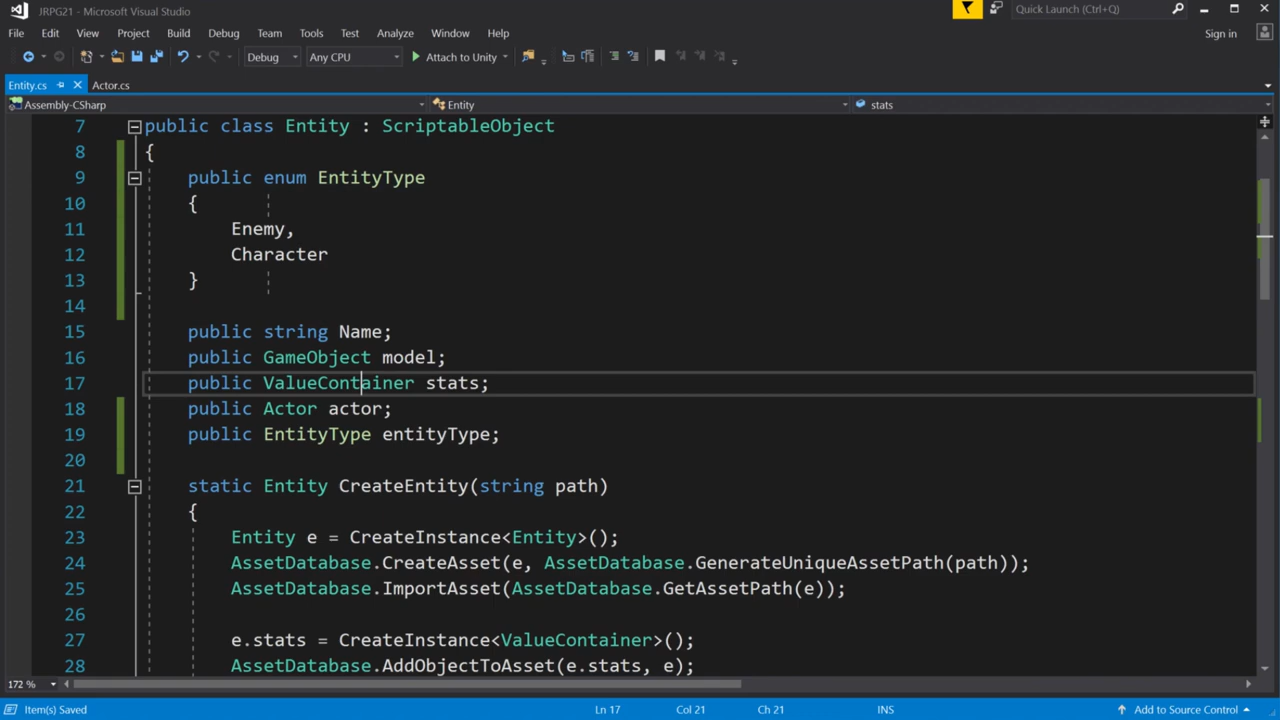 JRPG21 - Microsoft Visual Studio
Quick Launch (Ctrl+Q)
File Edit View Project Build Debug Team Tools Test Analyze Window Help
Sign in
Debug Any CPU Attach to Unity
Entity.cs Actor.cs
Assembly-CSharp Entity stats
7 public class Entity : ScriptableObject
8 {
9 public enum EntityType
10 {
11 Enemy,
12 Character
13 }
14
15 public string Name;
16 public GameObject model;
17 public ValueContainer stats;
18 public Actor actor;
19 public EntityType entityType;
20
21 static Entity CreateEntity(string path)
22 {
23 Entity e = CreateInstance<Entity>();
24 AssetDatabase.CreateAsset(e, AssetDatabase.GenerateUniqueAssetPath(path));
25 AssetDatabase.ImportAsset(AssetDatabase.GetAssetPath(e));
26
27 e.stats = CreateInstance<ValueContainer>();
28 AssetDatabase.AddObjectToAsset(e.stats, e);
172 %
Item(s) Saved Ln 17 Col 21 Ch 21 INS Add to Source Control